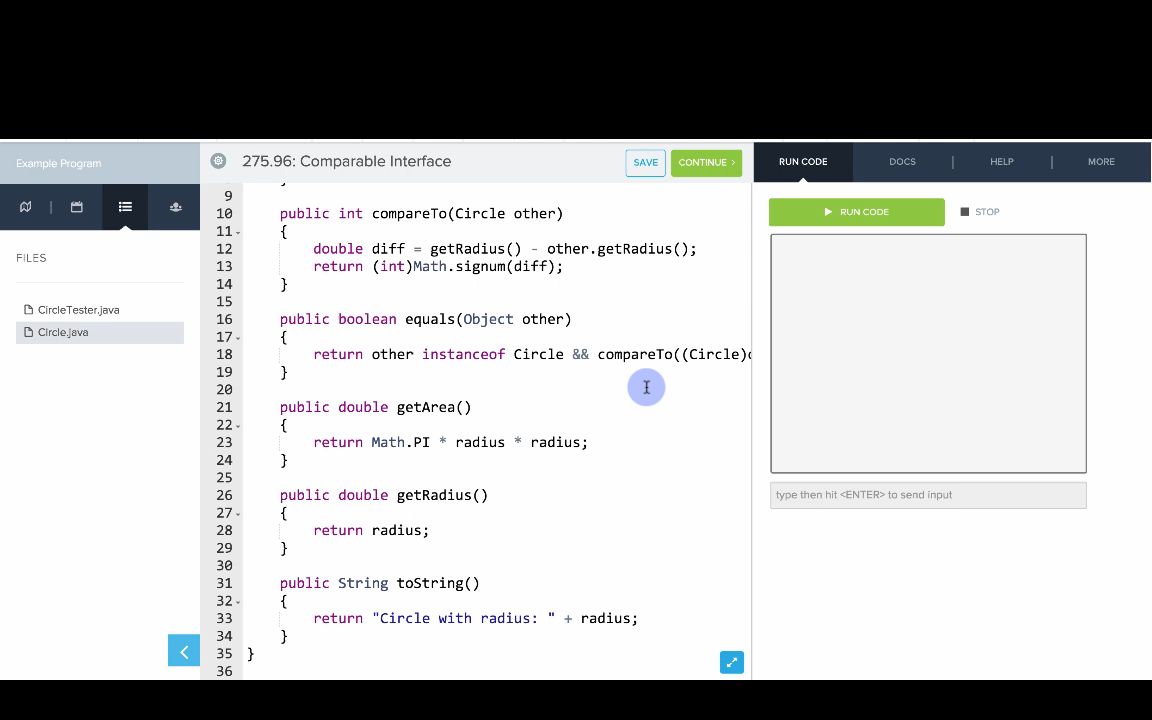 Example Program
275.96: Comparable Interface
SAVE
CONTINUE ›
RUN CODE
DOCS
HELP
MORE
FILES
CircleTester.java
Circle.java
9 }
10 public int compareTo(Circle other)
11 {
12 double diff = getRadius() - other.getRadius();
13 return (int)Math.signum(diff);
14 }
15
16 public boolean equals(Object other)
17 {
18 return other instanceof Circle && compareTo((Circle)
19 }
20
21 public double getArea()
22 {
23 return Math.PI * radius * radius;
24 }
25
26 public double getRadius()
27 {
28 return radius;
29 }
30
31 public String toString()
32 {
33 return "Circle with radius: " + radius;
34 }
35 }
36
RUN CODE
STOP
type then hit <ENTER> to send input